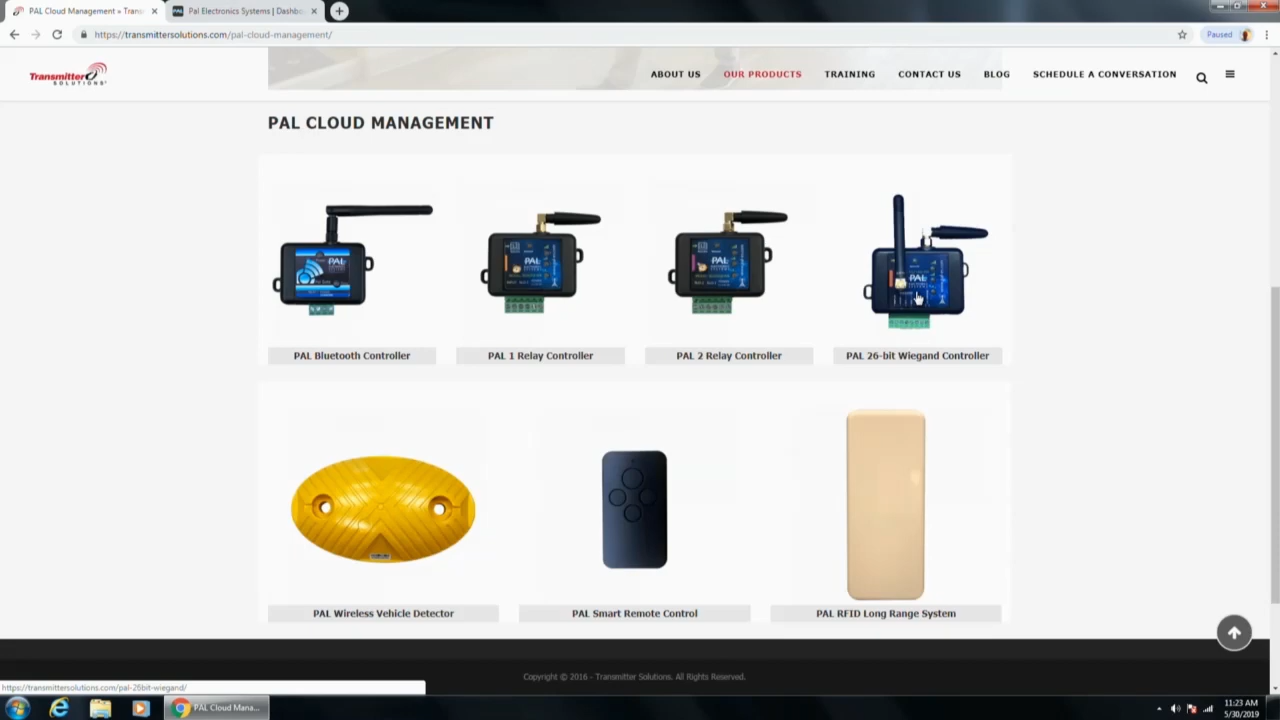 PAL Cloud Management » Trans
Pal Electronics Systems | Dashbo
https://transmittersolutions.com/pal-cloud-management/
Paused
Transmitter
SOLUTIONS
ABOUT US
OUR PRODUCTS
TRAINING
CONTACT US
BLOG
SCHEDULE A CONVERSATION
PAL CLOUD MANAGEMENT
PAL
PAL
PAL
PAL
PAL Bluetooth Controller
PAL 1 Relay Controller
PAL 2 Relay Controller
PAL 26-bit Wiegand Controller
PAL Wireless Vehicle Detector
PAL Smart Remote Control
PAL RFID Long Range System
Copyright © 2016 - Transmitter Solutions. All Rights Reserved.
https://transmittersolutions.com/pal-26bit-wiegand/
PAL Cloud Mana...
11:23 AM
5/30/2019